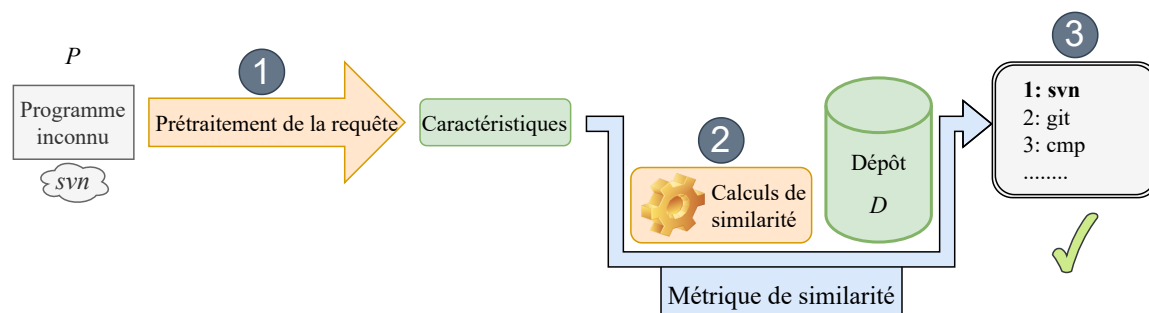 P
Programme
inconnu
svn
1
Prétraitement de la requête
Caractéristiques
2
Calculs de
similarité
Dépôt
D
Métrique de similarité
3
1: svn
2: git
3: cmp
........